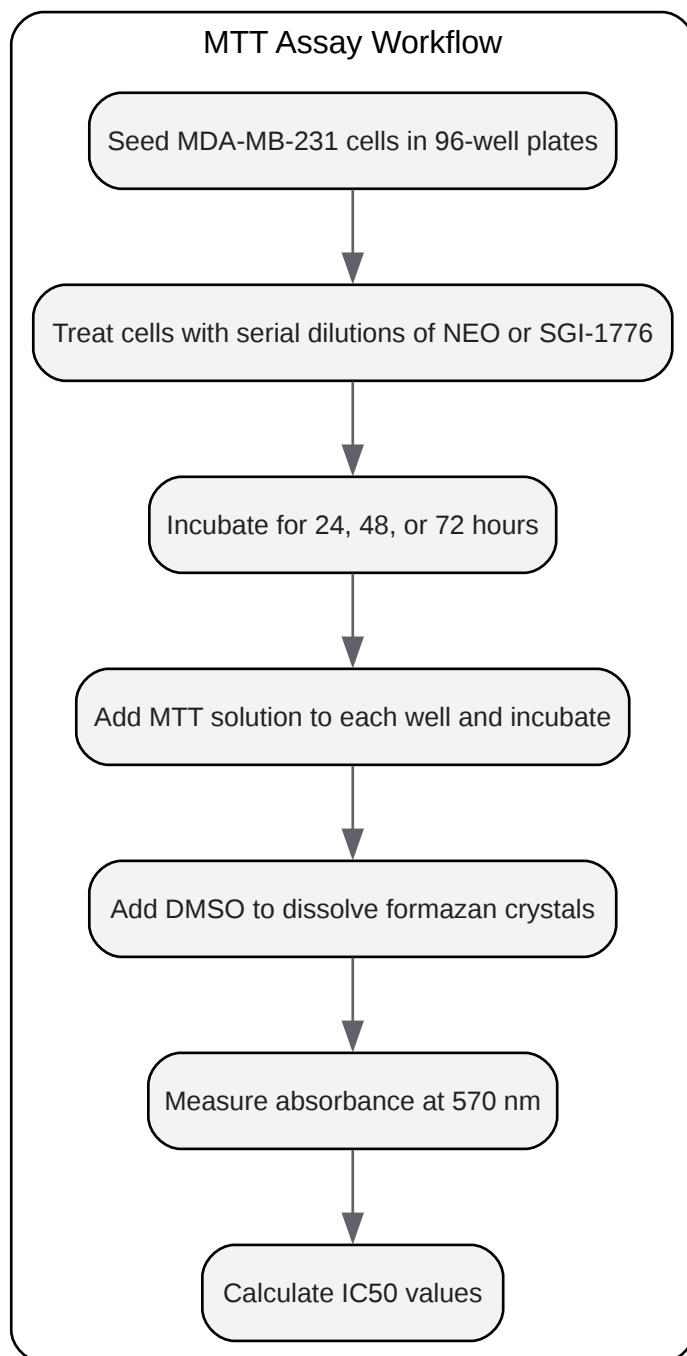 MTT Assay Workflow
Seed MDA-MB-231 cells in 96-well plates
Treat cells with serial dilutions of NEO or SGI-1776
Incubate for 24, 48, or 72 hours
Add MTT solution to each well and incubate
Add DMSO to dissolve formazan crystals
Measure absorbance at 570 nm
Calculate IC50 values